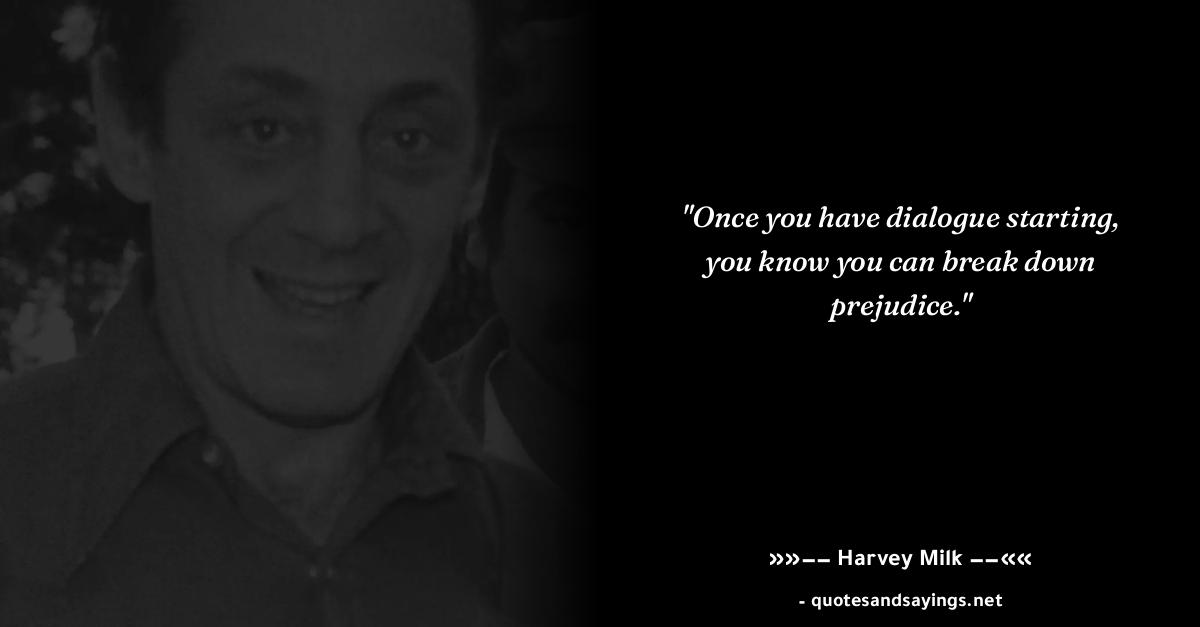 "Once you have dialogue starting,
you know you can break down
prejudice."
»»−− Harvey Milk −−««
- quotesandsayings.net